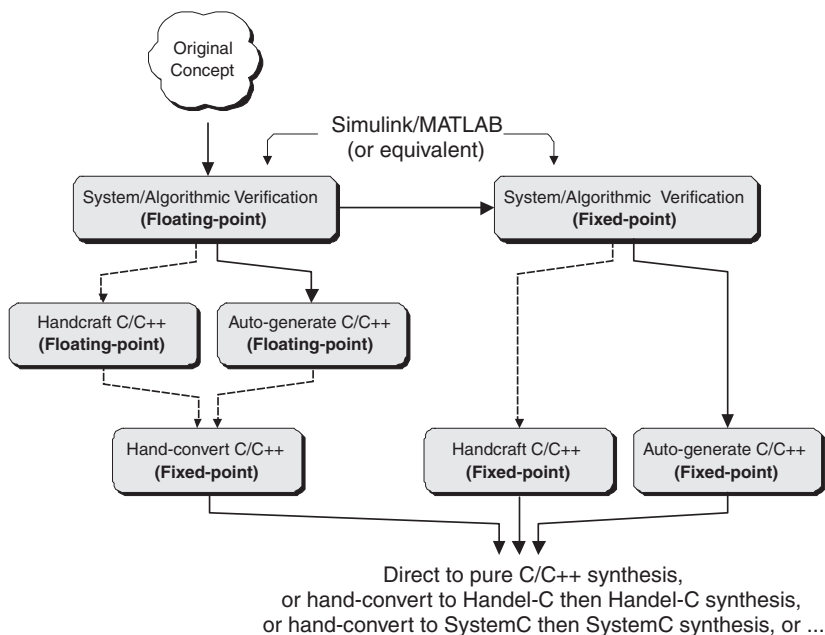 Original
Concept
Simulink/MATLAB
(or equivalent)
System/Algorithmic Verification
(Floating-point)
System/Algorithmic Verification
(Fixed-point)
Handcraft C/C++
(Floating-point)
Auto-generate C/C++
(Floating-point)
Hand-convert C/C++
(Fixed-point)
Handcraft C/C++
(Fixed-point)
Auto-generate C/C++
(Fixed-point)
Direct to pure C/C++ synthesis,
or hand-convert to Handel-C then Handel-C synthesis,
or hand-convert to SystemC then SystemC synthesis, or ...